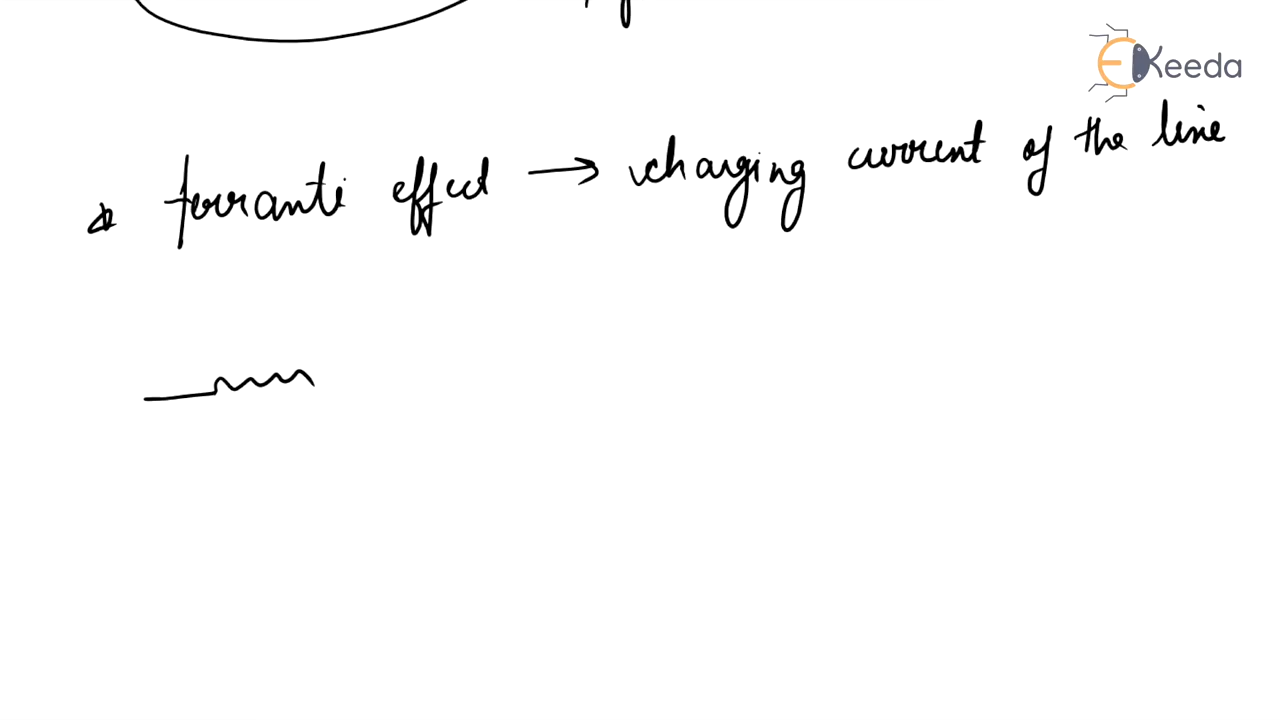 EKeeda
ferranti effect → charging current of the line